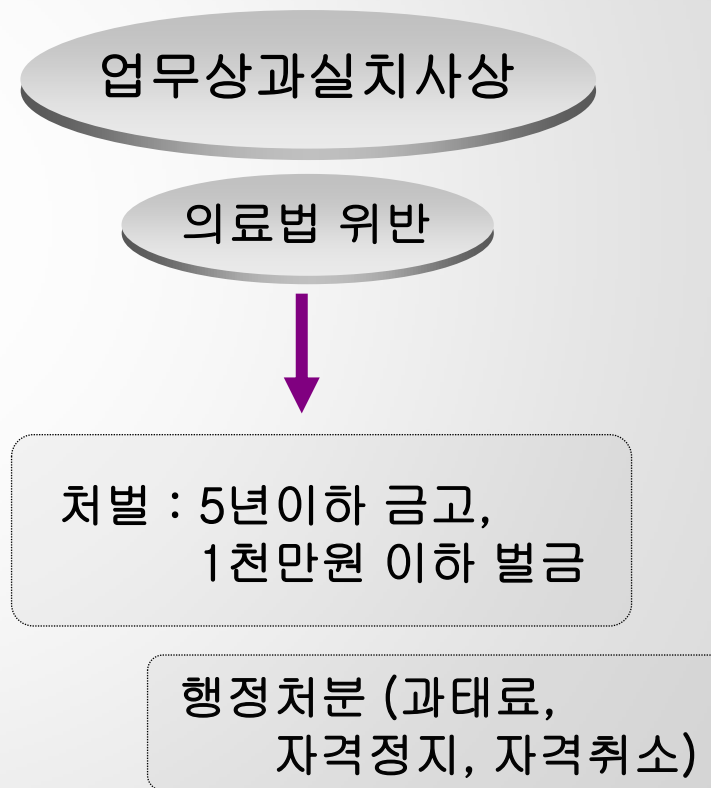 업무상과실치사상
의료법 위반
처벌 : 5년이하 금고,
1천만원 이하 벌금
행정처분 (과태료,
자격정지, 자격취소)